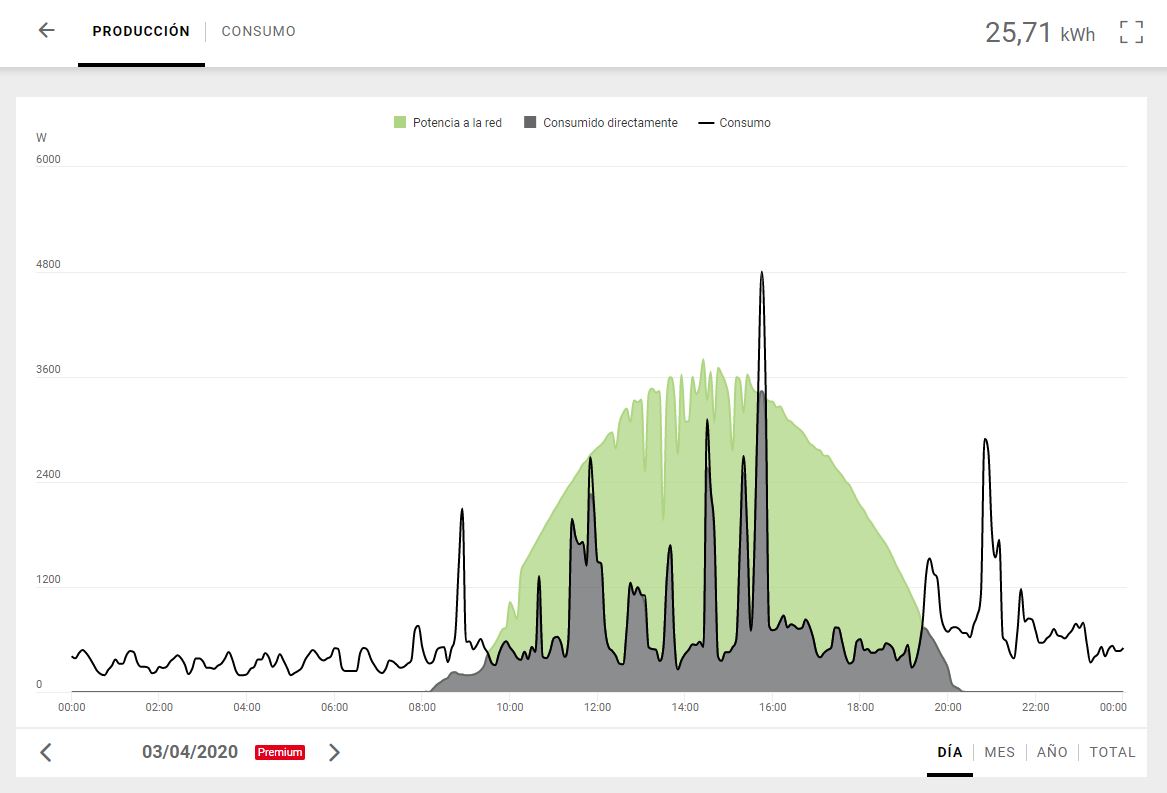 PRODUCCIÓN CONSUMO 25,71 kWh
Potencia a la red Consumido directamente Consumo
W
6000
4800
3600
2400
1200
0
00:00 02:00 04:00 06:00 08:00 10:00 12:00 14:00 16:00 18:00 20:00 22:00 00:00
03/04/2020 Premium DÍA MES AÑO TOTAL